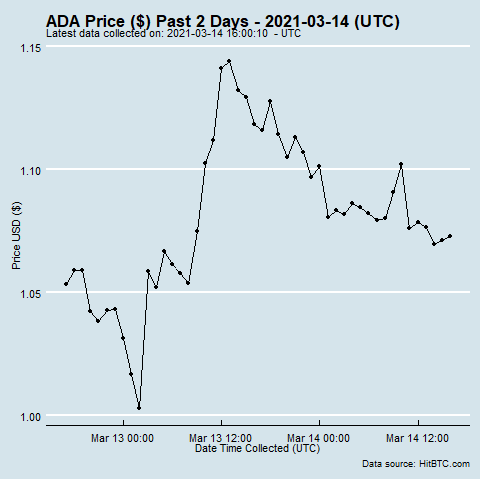 ADA Price ($) Past 2 Days - 2021-03-14 (UTC)
Latest data collected on: 2021-03-14 16:00:10  - UTC
1.15
1.10
1.05
1.00
Price USD ($)
Mar 13 00:00
Mar 13 12:00
Mar 14 00:00
Mar 14 12:00
Date Time Collected (UTC)
Data source: HitBTC.com